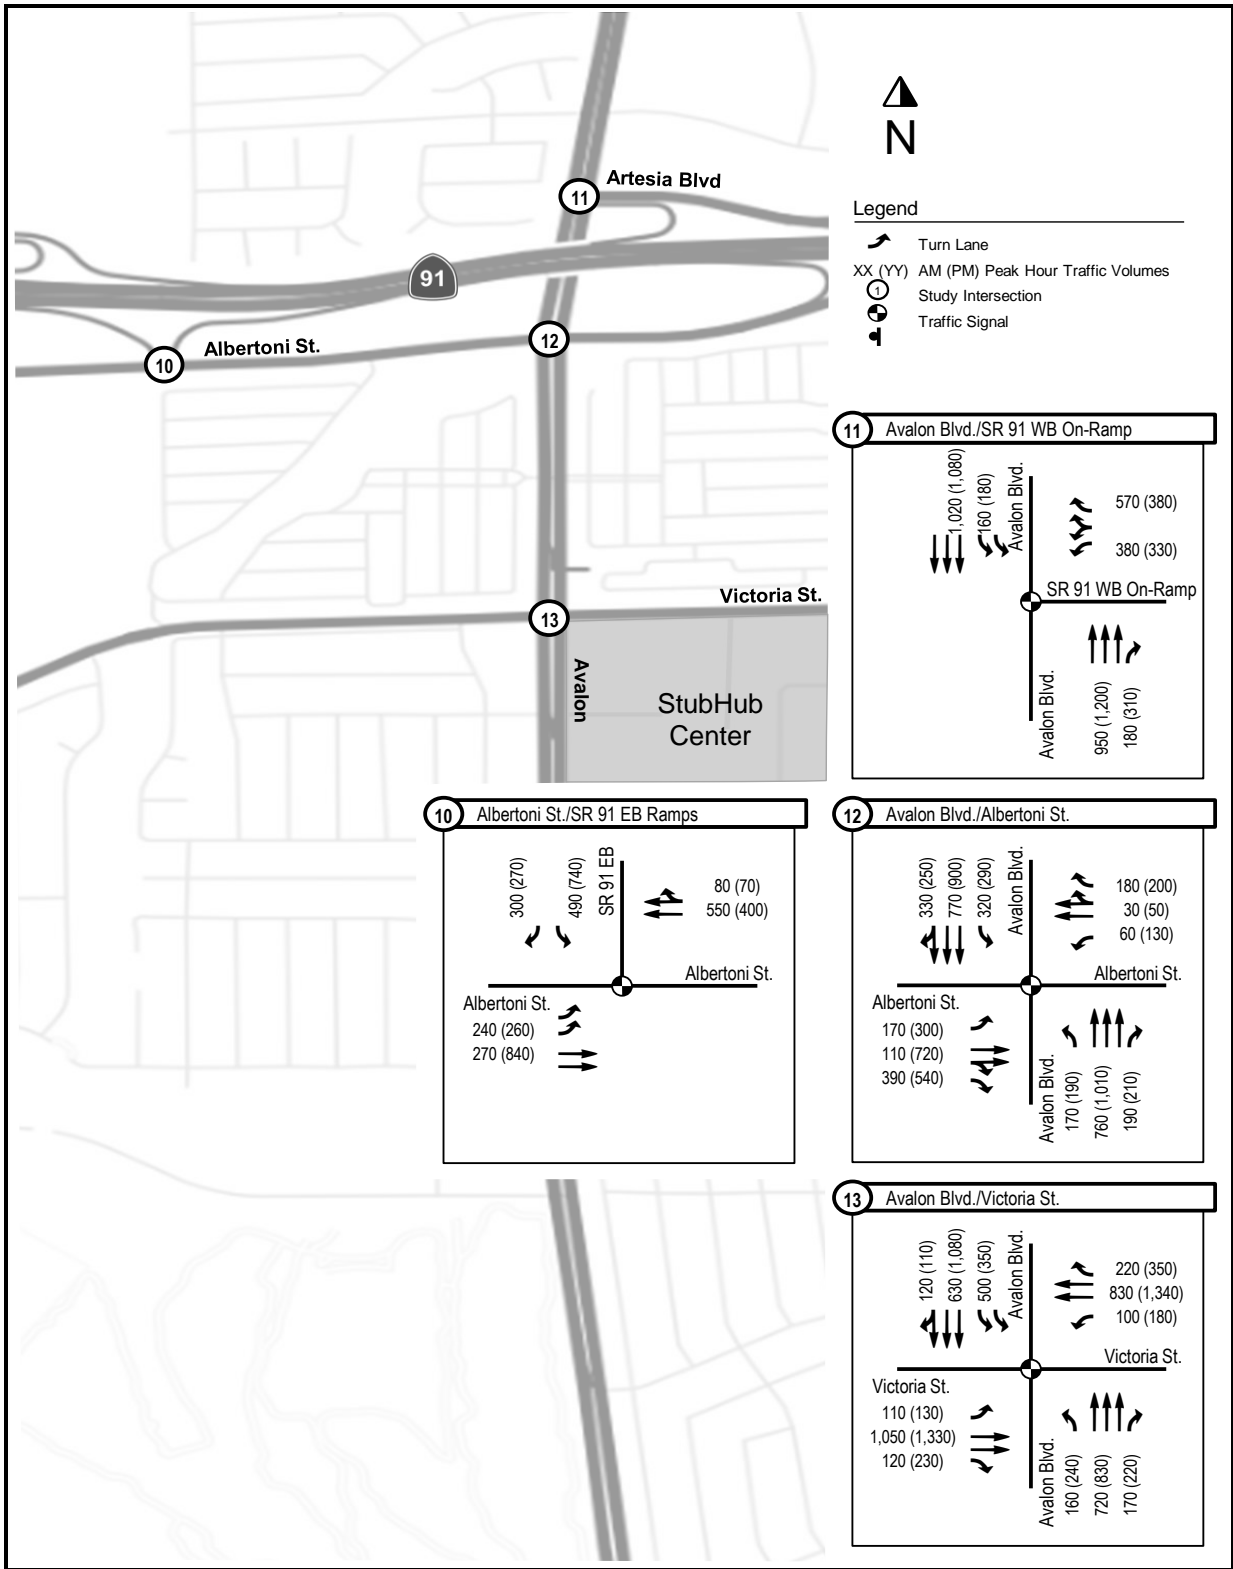 N
Legend
Turn Lane
XX (YY) AM (PM) Peak Hour Traffic Volumes
1 Study Intersection
Traffic Signal
11
Artesia Blvd
91
12
10
Albertoni St.
Victoria St.
13
Avalon
StubHub
Center
11 Avalon Blvd./SR 91 WB On-Ramp
1,020 (1,080)
160 (180)
Avalon Blvd.
570 (380)
380 (330)
SR 91 WB On-Ramp
Avalon Blvd.
950 (1,200)
180 (310)
10 Albertoni St./SR 91 EB Ramps
300 (270)
490 (740)
SR 91 EB
80 (70)
550 (400)
Albertoni St.
Albertoni St.
240 (260)
270 (840)
12 Avalon Blvd./Albertoni St.
330 (250)
770 (900)
320 (290)
Avalon Blvd.
180 (200)
30 (50)
60 (130)
Albertoni St.
Albertoni St.
170 (300)
110 (720)
390 (540)
Avalon Blvd.
170 (190)
760 (1,010)
190 (210)
13 Avalon Blvd./Victoria St.
120 (110)
630 (1,080)
500 (350)
Avalon Blvd.
220 (350)
830 (1,340)
100 (180)
Victoria St.
Victoria St.
110 (130)
1,050 (1,330)
120 (230)
Avalon Blvd.
160 (240)
720 (830)
170 (220)